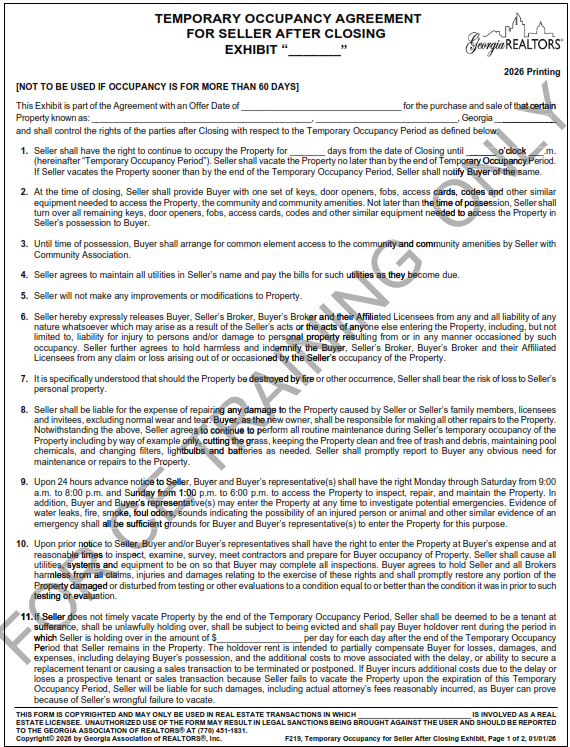 TEMPORARY OCCUPANCY AGREEMENT
FOR SELLER AFTER CLOSING
EXHIBIT “_______”
Georgia REALTORS®
2026 Printing
[NOT TO BE USED IF OCCUPANCY IS FOR MORE THAN 60 DAYS]
This Exhibit is part of the Agreement with an Offer Date of ______________________________ for the purchase and sale of that certain
Property known as: ________________________________________, ____________________, Georgia ____________
and shall control the rights of the parties after Closing with respect to the Temporary Occupancy Period as defined below.
1. Seller shall have the right to continue to occupy the Property for _______ days from the date of Closing until ______ o’clock __.m.
(hereinafter “Temporary Occupancy Period”). Seller shall vacate the Property no later than by the end of Temporary Occupancy Period.
If Seller vacates the Property sooner than by the end of the Temporary Occupancy Period, Seller shall notify Buyer of the same.
2. At the time of closing, Seller shall provide Buyer with one set of keys, door openers, fobs, access cards, codes and other similar
equipment needed to access the Property, the community and community amenities. Not later than the time of possession, Seller shall
turn over all remaining keys, door openers, fobs, access cards, codes and other similar equipment needed to access the Property in
Seller’s possession to Buyer.
3. Until time of possession, Buyer shall arrange for common element access to the community and community amenities by Seller with
Community Association.
4. Seller agrees to maintain all utilities in Seller’s name and pay the bills for such utilities as they become due.
5. Seller will not make any improvements or modifications to Property.
6. Seller hereby expressly releases Buyer, Seller’s Broker, Buyer’s Broker and their Affiliated Licensees from any and all liability of any
nature whatsoever which may arise as a result of the Seller’s acts or the acts of anyone else entering the Property, including, but not
limited to, liability for injury to persons and/or damage to personal property resulting from or in any manner occasioned by such
occupancy. Seller further agrees to hold harmless and indemnify the Buyer, Seller’s Broker, Buyer’s Broker and their Affiliated
Licensees from any claim or loss arising out of or occasioned by the Seller’s occupancy of the Property.
7. It is specifically understood that should the Property be destroyed by fire or other occurrence, Seller shall bear the risk of loss to Seller’s
personal property.
8. Seller shall be liable for the expense of repairing any damage to the Property caused by Seller or Seller’s family members, licensees
and invitees, excluding normal wear and tear. Buyer, as the new owner, shall be responsible for making all other repairs to the Property.
Notwithstanding the above, Seller agrees to continue to perform all routine maintenance during Seller’s temporary occupancy of the
Property including by way of example only, cutting the grass, keeping the Property clean and free of trash and debris, maintaining pool
chemicals, and changing filters, lightbulbs and batteries as needed. Seller shall promptly report to Buyer any obvious need for
maintenance or repairs to the Property.
9. Upon 24 hours advance notice to Seller, Buyer and Buyer’s representative(s) shall have the right Monday through Saturday from 9:00
a.m. to 8:00 p.m. and Sunday from 1:00 p.m. to 6:00 p.m. to access the Property to inspect, repair, and maintain the Property. In
addition, Buyer and Buyer’s representative(s) may enter the Property at any time to investigate potential emergencies. Evidence of
water leaks, fire, smoke, foul odors sounds indicating the possibility of an injured person or animal and other similar evidence of an
emergency shall all be sufficient grounds for Buyer and Buyer’s representative(s) to enter the Property for this purpose.
10. Upon prior notice to Seller, Buyer and/or Buyer’s representatives shall have the right to enter the Property at Buyer’s expense and at
reasonable times to inspect, examine, survey, meet contractors and prepare for Buyer occupancy of Property. Seller shall cause all
utilities, systems and equipment to be on so that Buyer may complete all inspections. Buyer agrees to hold Seller and all Brokers
harmless from all claims, injuries and damages relating to the exercise of these rights and shall promptly restore any portion of the
Property damaged or disturbed from testing or other evaluations to a condition equal to or better than the condition it was in prior to such
testing or evaluation.
11. If Seller does not timely vacate Property by the end of the Temporary Occupancy Period, Seller shall be deemed to be a tenant at
sufferance, shall be unlawfully holding over, shall be subject to being evicted and shall pay Buyer holdover rent during the period in
which Seller is holding over in the amount of $________________ per day for each day after the end of the Temporary Occupancy
Period that Seller remains in the Property. The holdover rent is intended to partially compensate Buyer for losses, damages, and
expenses, including delaying Buyer’s possession, and the additional costs to move associated with the delay, or ability to secure a
replacement tenant or causing a sales transaction to be terminated or postponed. If Buyer incurs additional costs due to the delay or
loses a prospective tenant or sales transaction because Seller fails to vacate the Property upon the expiration of this Temporary
Occupancy Period, Seller will be liable for such damages, including actual attorney’s fees reasonably incurred, as Buyer can prove
because of Seller’s wrongful failure to vacate.
THIS FORM IS COPYRIGHTED AND MAY ONLY BE USED IN REAL ESTATE TRANSACTIONS IN WHICH ______________________ IS INVOLVED AS A REAL
ESTATE LICENSEE. UNAUTHORIZED USE OF THE FORM MAY RESULT IN LEGAL SANCTIONS BEING BROUGHT AGAINST THE USER AND SHOULD BE REPORTED
TO THE GEORGIA ASSOCIATION OF REALTORS® AT (770) 451-1831.
Copyright© 2026 by Georgia Association of REALTORS®, Inc. F219, Temporary Occupancy for Seller After Closing Exhibit, Page 1 of 2, 01/01/26
FOR CE TRAINING ONLY